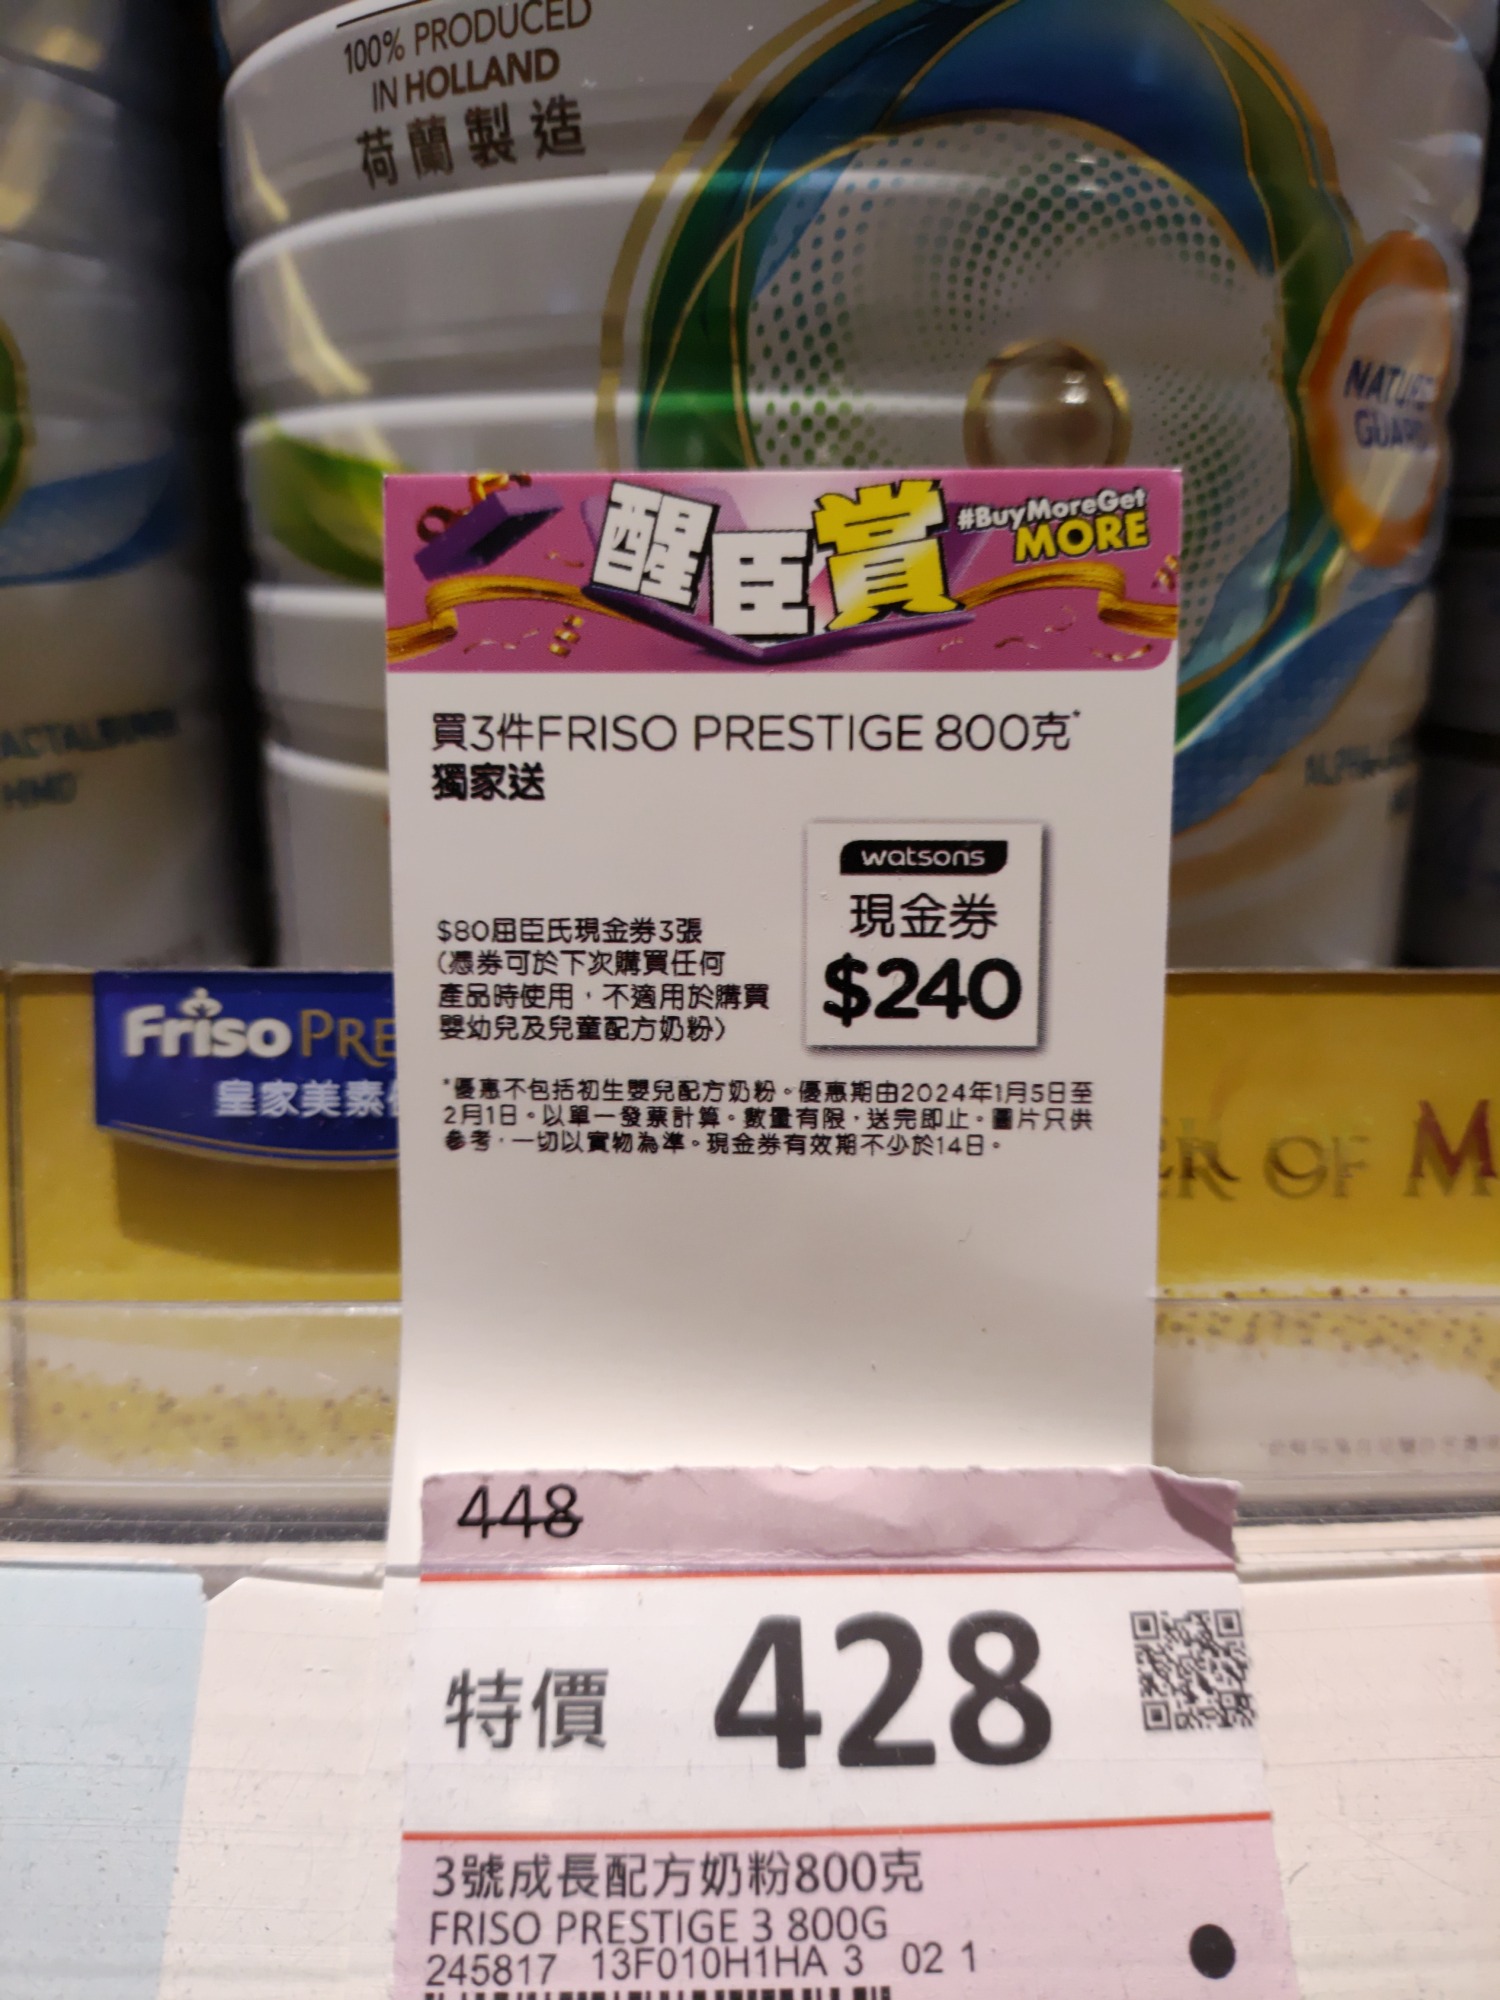 100% PRODUCED
IN HOLLAND
荷蘭製造
NATURE
GUARD
醒臣賞
#BuyMoreGet
MORE
買3件FRISO PRESTIGE 800克*
獨家送
watsons
現金券
$240
$80屈臣氏現金券3張
(憑券可於下次購買任何
產品時使用，不適用於購買
嬰幼兒及兒童配方奶粉)
*優惠不包括初生嬰兒配方奶粉。優惠期由2024年1月5日至
2月1日。以單一發票計算。數量有限，送完即止。圖片只供
參考，一切以實物為準。現金券有效期不少於14日。
Friso PRE
皇家美素
ER OF M
448
特價 428
3號成長配方奶粉800克
FRISO PRESTIGE 3 800G
245817 13F010H1HA 3 02 1